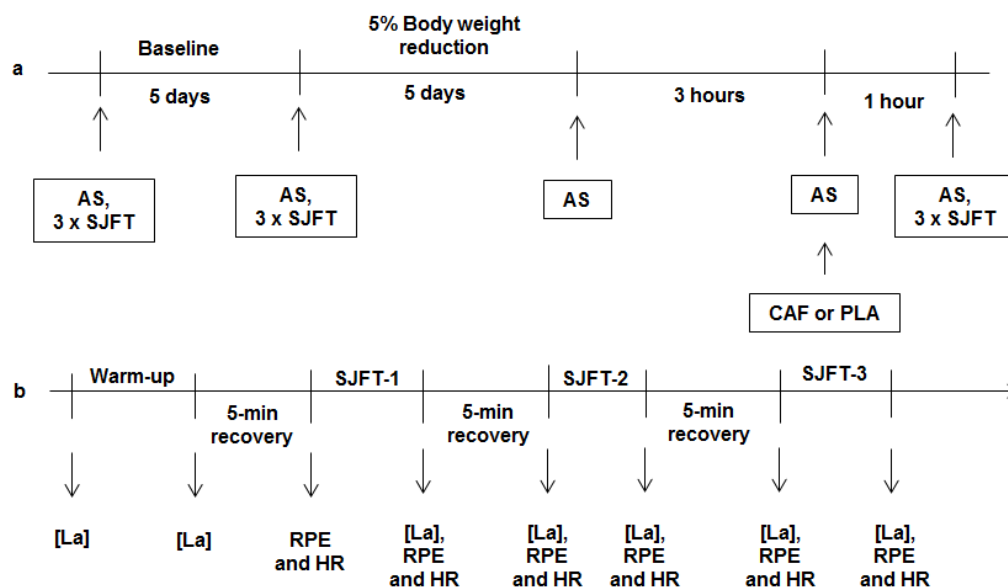 5% Body weight
reduction
Baseline
a
5 days
5 days
3 hours
1 hour
AS,
3 x SJFT
AS,
3 x SJFT
AS
AS
AS,
3 x SJFT
CAF or PLA
b
Warm-up
SJFT-1
SJFT-2
SJFT-3
5-min
recovery
5-min
recovery
5-min
recovery
[La]
[La]
RPE
and HR
[La],
RPE
and HR
[La],
RPE
and HR
[La],
RPE
and HR
[La],
RPE
and HR
[La],
RPE
and HR